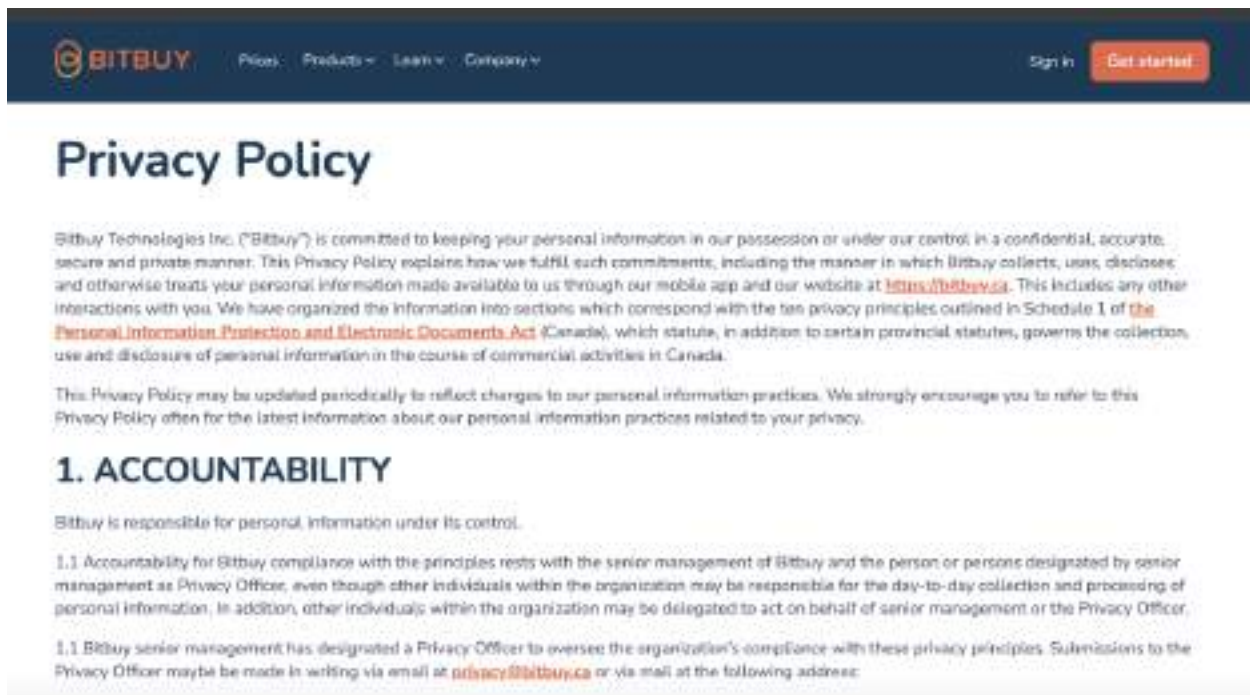 BITBUY
Prices Products Learn Company
Sign in
Get started
Privacy Policy
Bitbuy Technologies Inc. ("Bitbuy") is committed to keeping your personal information in our possession or under our control in a confidential, accurate,
secure and private manner. This Privacy Policy explains how we fulfill such commitments, including the manner in which Bitbuy collects, uses, discloses
and otherwise treats your personal information made available to us through our mobile app and our website at https://bitbuy.ca. This includes any other
interactions with you. We have organized the information into sections which correspond with the ten privacy principles outlined in Schedule 1 of the
Personal Information Protection and Electronic Documents Act (Canada), which statute, in addition to certain provincial statutes, governs the collection,
use and disclosure of personal information in the course of commercial activities in Canada.
This Privacy Policy may be updated periodically to reflect changes to our personal information practices. We strongly encourage you to refer to this
Privacy Policy often for the latest information about our personal information practices related to your privacy.
1. ACCOUNTABILITY
Bitbuy is responsible for personal information under its control.
1.1 Accountability for Bitbuy compliance with the principles rests with the senior management of Bitbuy and the person or persons designated by senior
management as Privacy Officer, even though other individuals within the organization may be responsible for the day-to-day collection and processing of
personal information. In addition, other individuals within the organization may be delegated to act on behalf of senior management or the Privacy Officer.
1.1 Bitbuy senior management has designated a Privacy Officer to oversee the organization's compliance with these privacy principles. Submissions to the
Privacy Officer maybe be made in writing via email at privacy@bitbuy.ca or via mail at the following address: